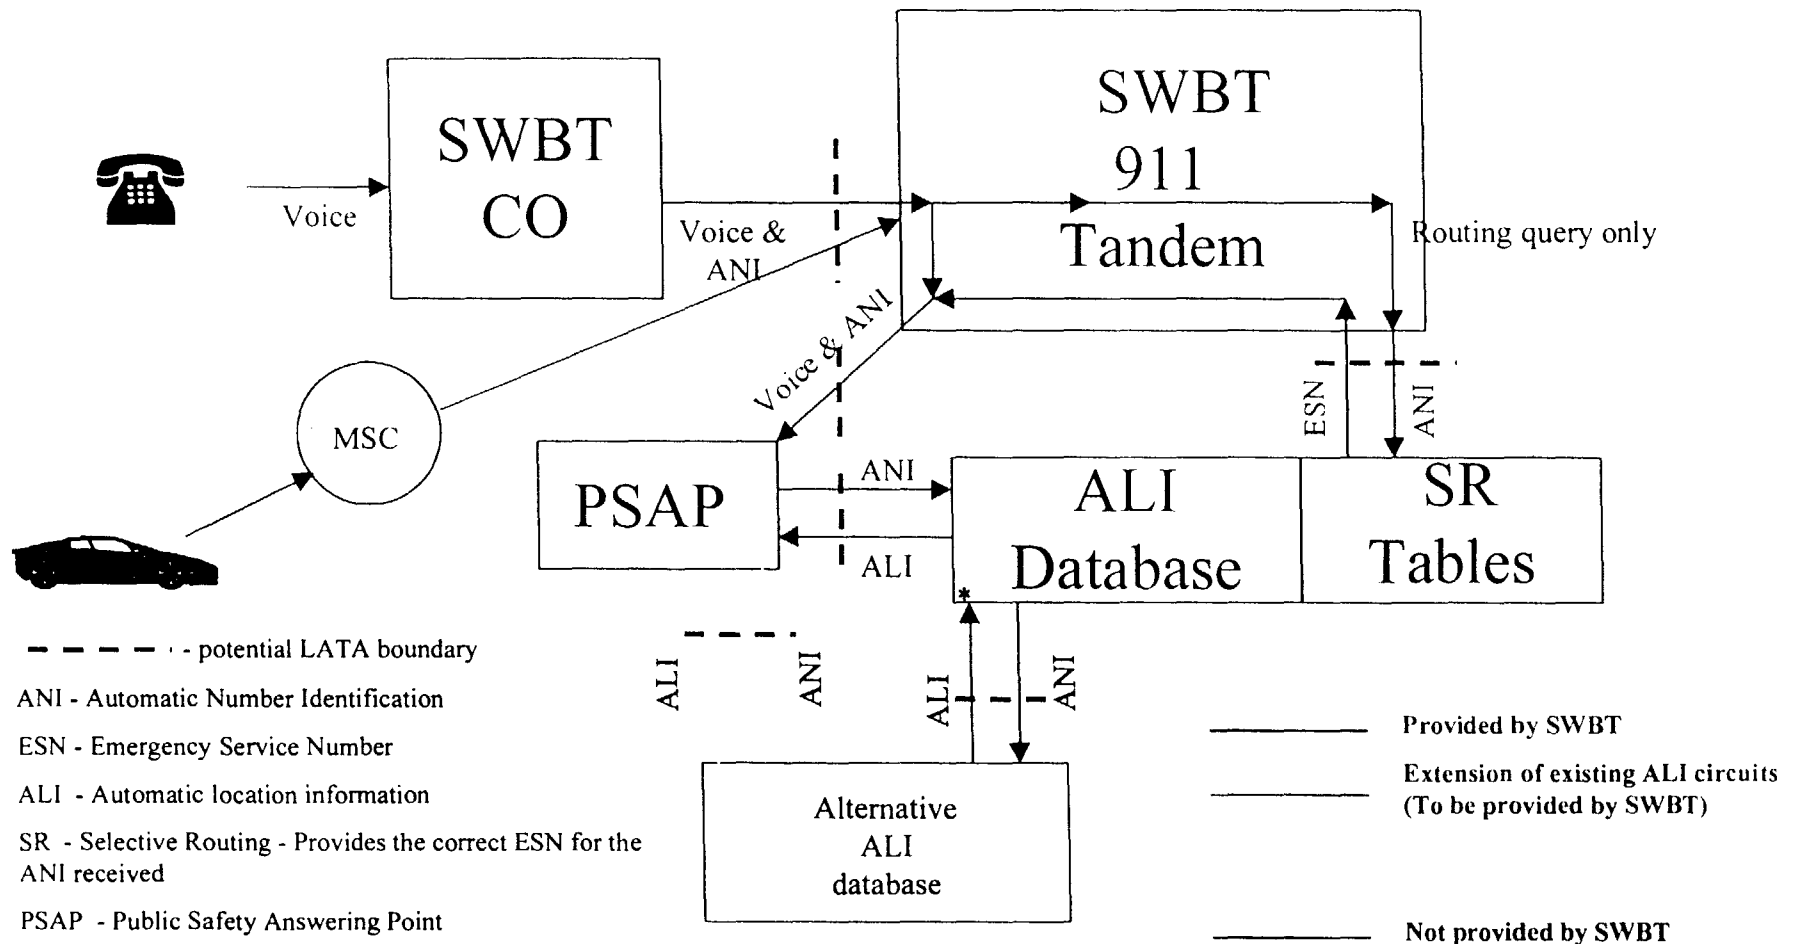 SWBT
CO
SWBT
911
Tandem
Voice
Voice &
ANI
Routing query only
Voice & ANI
MSC
ESN
ANI
PSAP
ANI
ALI
ALI
Database
*
SR
Tables
ALI
ANI
ALI
ANI
- potential LATA boundary
ANI - Automatic Number Identification
ESN - Emergency Service Number
ALI - Automatic location information
SR - Selective Routing - Provides the correct ESN for the
ANI received
PSAP - Public Safety Answering Point
Alternative
ALI
database
Provided by SWBT
Extension of existing ALI circuits
(To be provided by SWBT)
Not provided by SWBT